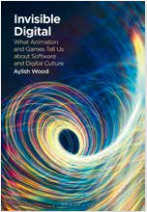 Invisible
Digital
What Animation
and Games Tell Us
about Software
and Digital Culture
Aylish Wood